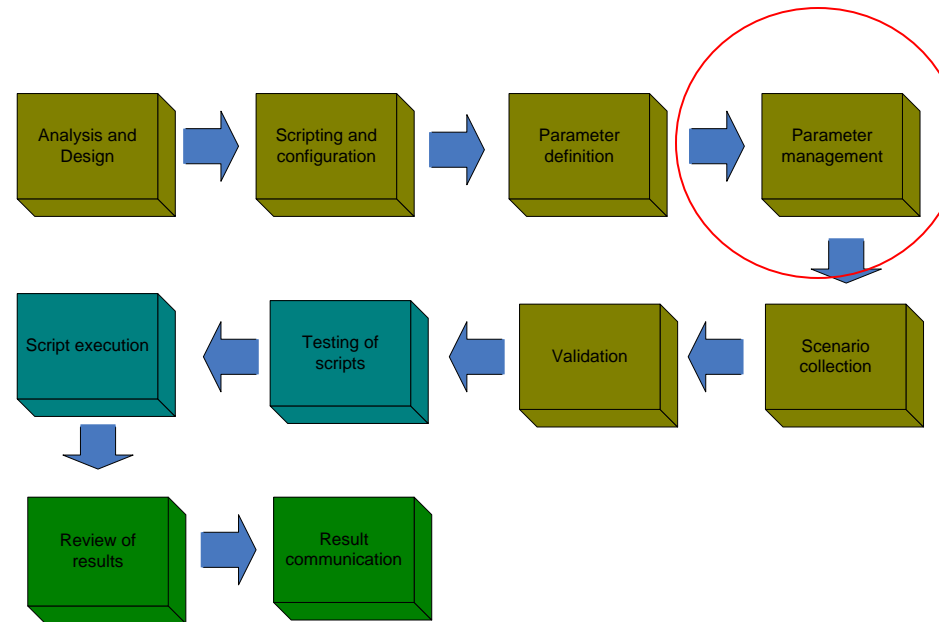 Analysis and
Design
Scripting and
configuration
Parameter
definition
Parameter
management
Scenario
collection
Validation
Testing of
scripts
Script execution
Review of
results
Result
communication